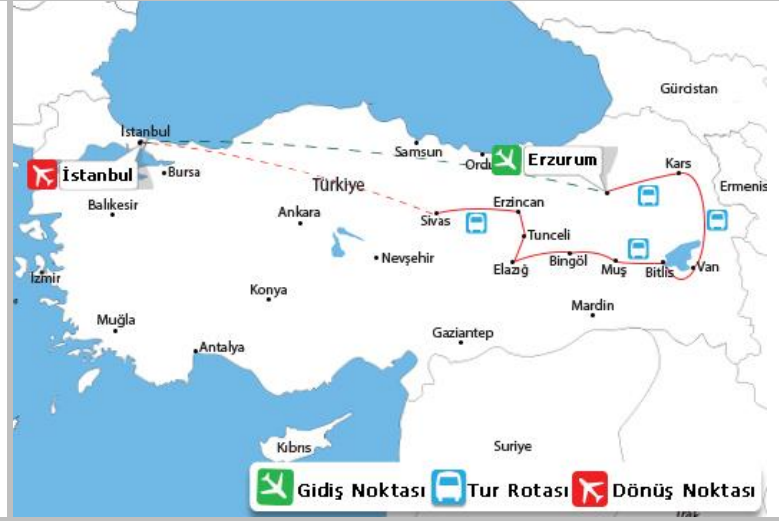 Gürcistan
İstanbul
Samsun
Ordu
Erzurum
Kars
İstanbul
Bursa
Türkiye
Ermenis
Balıkesir
Ankara
Sivas
Erzincan
Tunceli
Nevşehir
Elazığ
Bingöl
Muş
Bitlis
Van
İzmir
Konya
Mardin
Muğla
Antalya
Gaziantep
Kıbrıs
Suriye
Gidiş Noktası Tur Rotası Dönüş Noktası
Irak